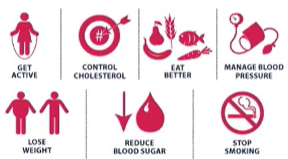 GET
ACTIVE
CONTROL
CHOLESTEROL
#
EAT
BETTER
MANAGE BLOOD
PRESSURE
LOSE
WEIGHT
REDUCE
BLOOD SUGAR
STOP
SMOKING